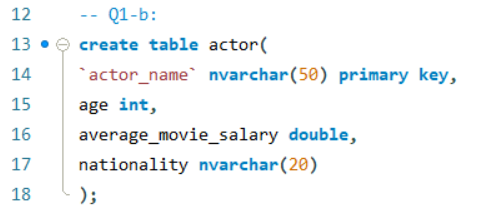 12 -- Q1-b:
13 create table actor(
14 `actor_name` nvarchar(50) primary key,
15 age int,
16 average_movie_salary double,
17 nationality nvarchar(20)
18 );